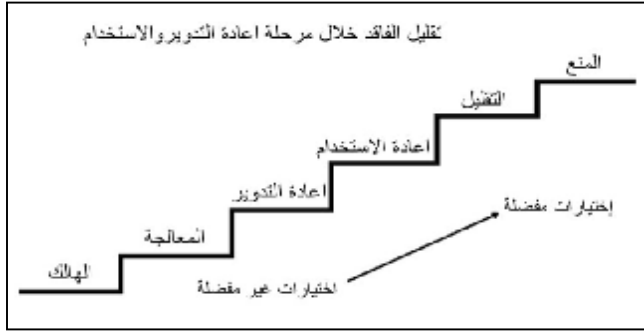 تقليل الفاقد خلال مرحلة اعادة التدوير والاستخدام
المنع
التقليل
اعادة الاستخدام
اعادة التدوير
المعالجة
الهالك
إختيارات مفضلة
اختيارات غير مفضلة